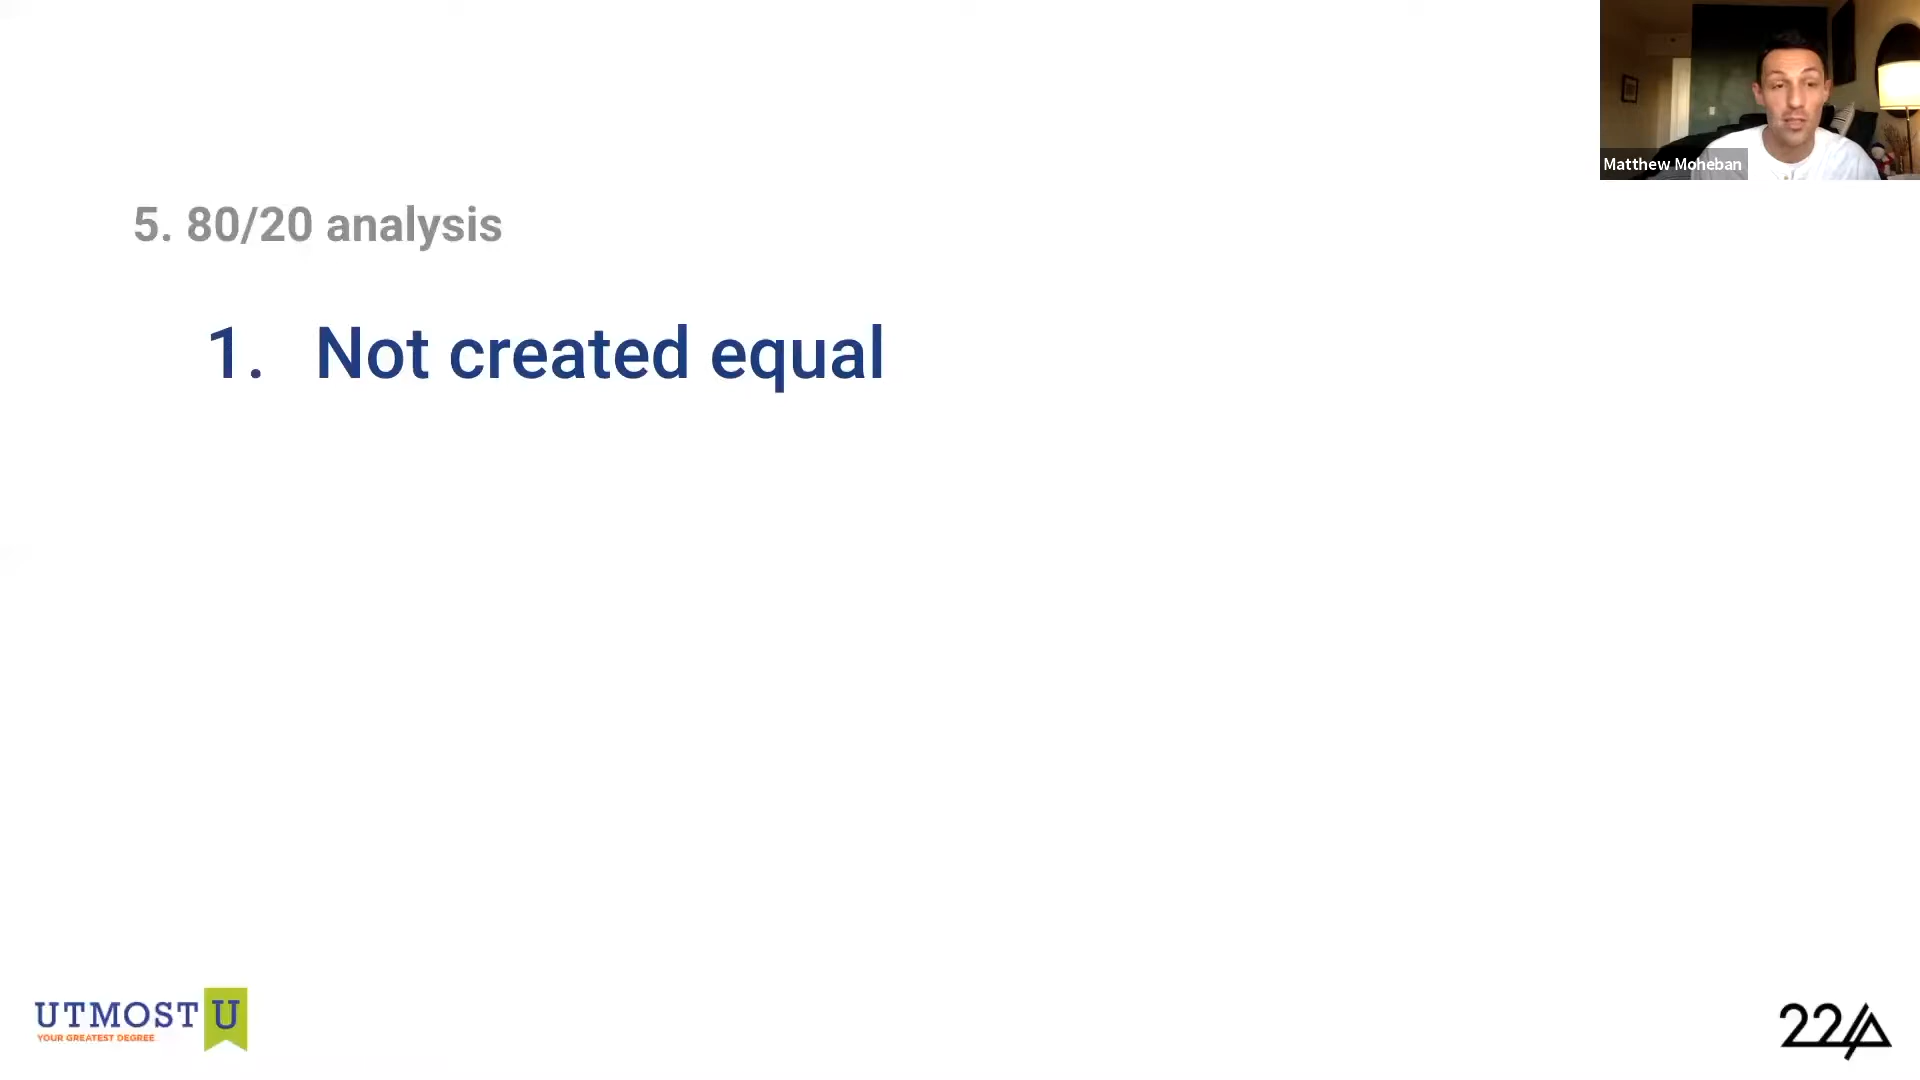 Matthew Moheban
5. 80/20 analysis
1. Not created equal
UTMOST U
YOUR GREATEST DEGREE
22